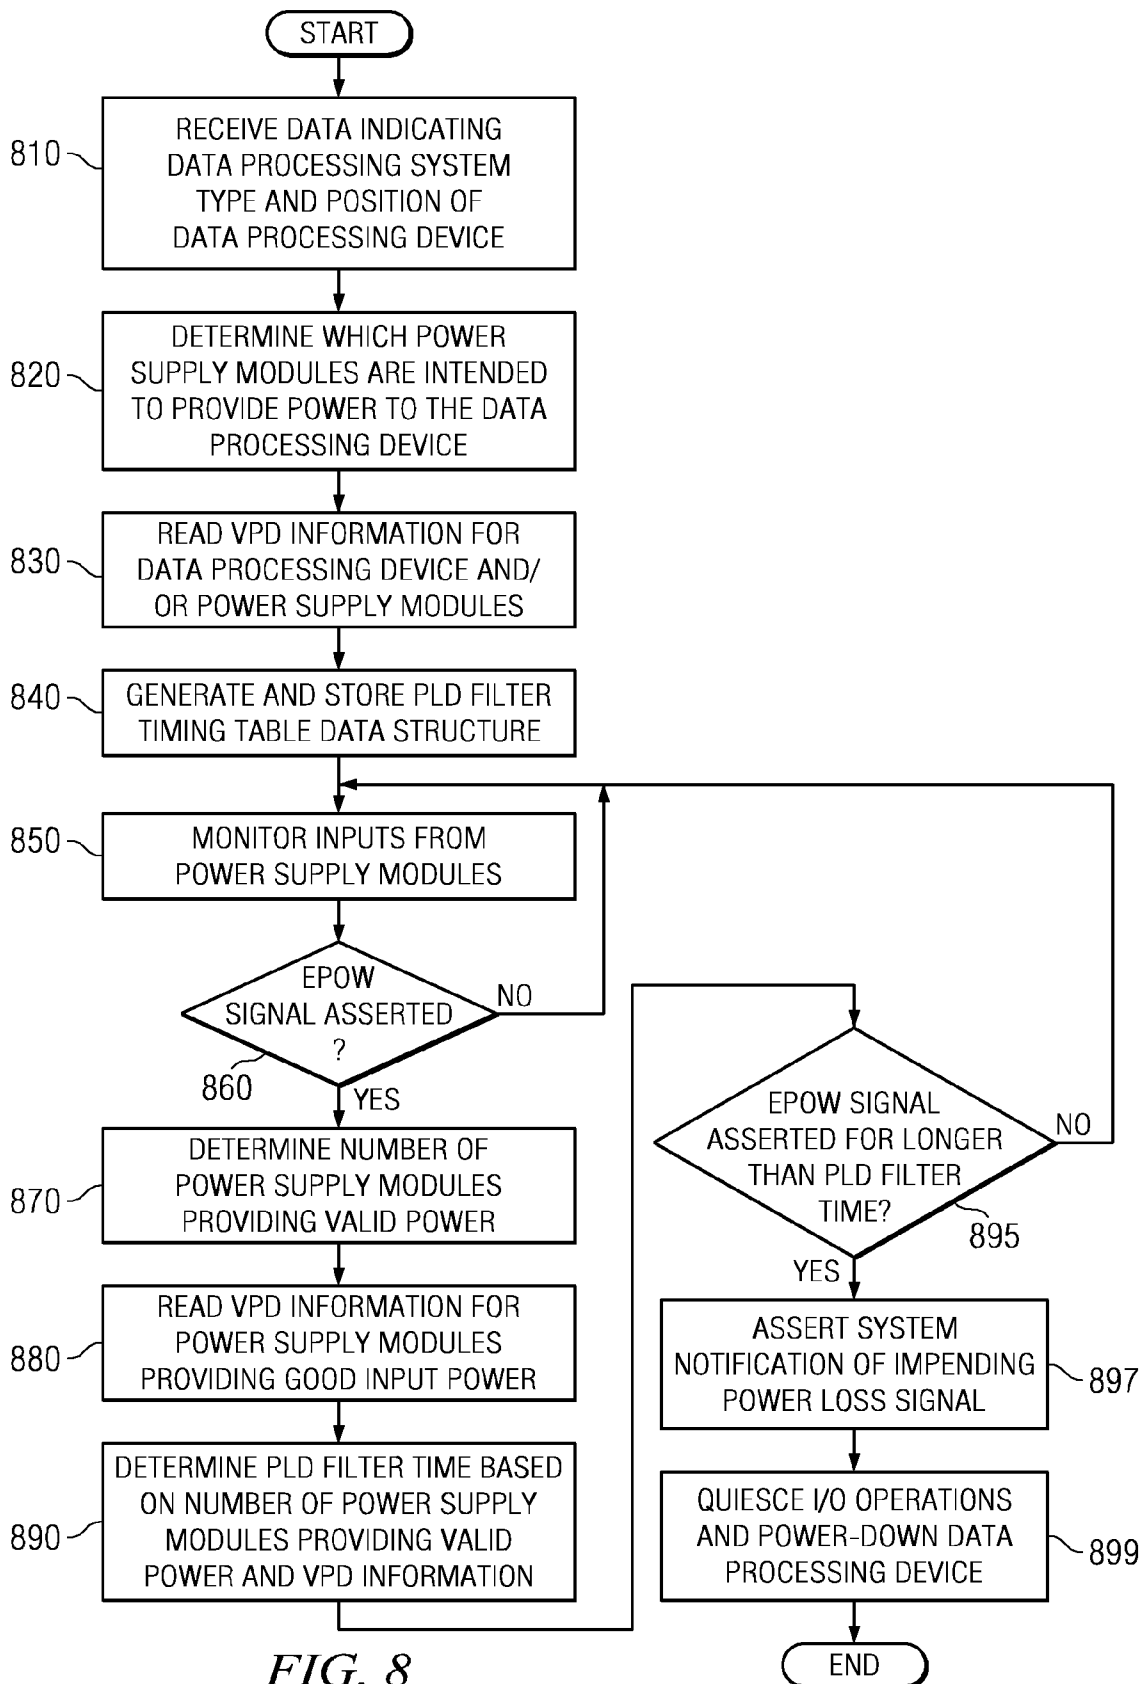 START
810
RECEIVE DATA INDICATING
DATA PROCESSING SYSTEM
TYPE AND POSITION OF
DATA PROCESSING DEVICE
820
DETERMINE WHICH POWER
SUPPLY MODULES ARE INTENDED
TO PROVIDE POWER TO THE DATA
PROCESSING DEVICE
830
READ VPD INFORMATION FOR
DATA PROCESSING DEVICE AND/
OR POWER SUPPLY MODULES
840
GENERATE AND STORE PLD FILTER
TIMING TABLE DATA STRUCTURE
850
MONITOR INPUTS FROM
POWER SUPPLY MODULES
EPOW
SIGNAL ASSERTED
?
NO
860
YES
870
DETERMINE NUMBER OF
POWER SUPPLY MODULES
PROVIDING VALID POWER
880
READ VPD INFORMATION FOR
POWER SUPPLY MODULES
PROVIDING GOOD INPUT POWER
890
DETERMINE PLD FILTER TIME BASED
ON NUMBER OF POWER SUPPLY
MODULES PROVIDING VALID
POWER AND VPD INFORMATION
EPOW SIGNAL
ASSERTED FOR LONGER
THAN PLD FILTER
TIME?
NO
895
YES
ASSERT SYSTEM
NOTIFICATION OF IMPENDING
POWER LOSS SIGNAL
897
QUIESCE I/O OPERATIONS
AND POWER-DOWN DATA
PROCESSING DEVICE
899
END
FIG. 8